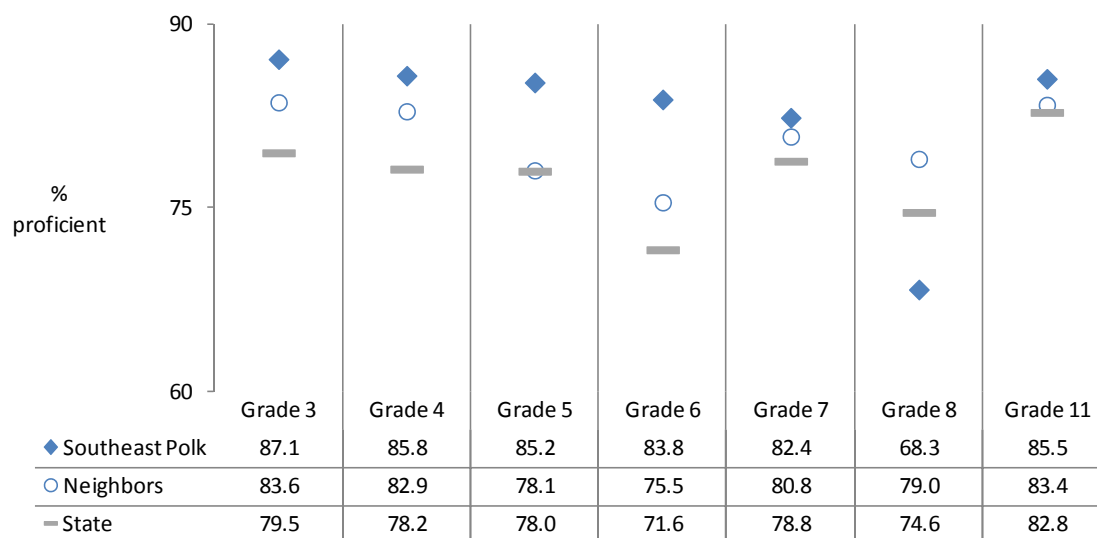 90
%
proficient
75
60
Grade 3 Grade 4 Grade 5 Grade 6 Grade 7 Grade 8 Grade 11
Southeast Polk 87.1 85.8 85.2 83.8 82.4 68.3 85.5
Neighbors 83.6 82.9 78.1 75.5 80.8 79.0 83.4
State 79.5 78.2 78.0 71.6 78.8 74.6 82.8